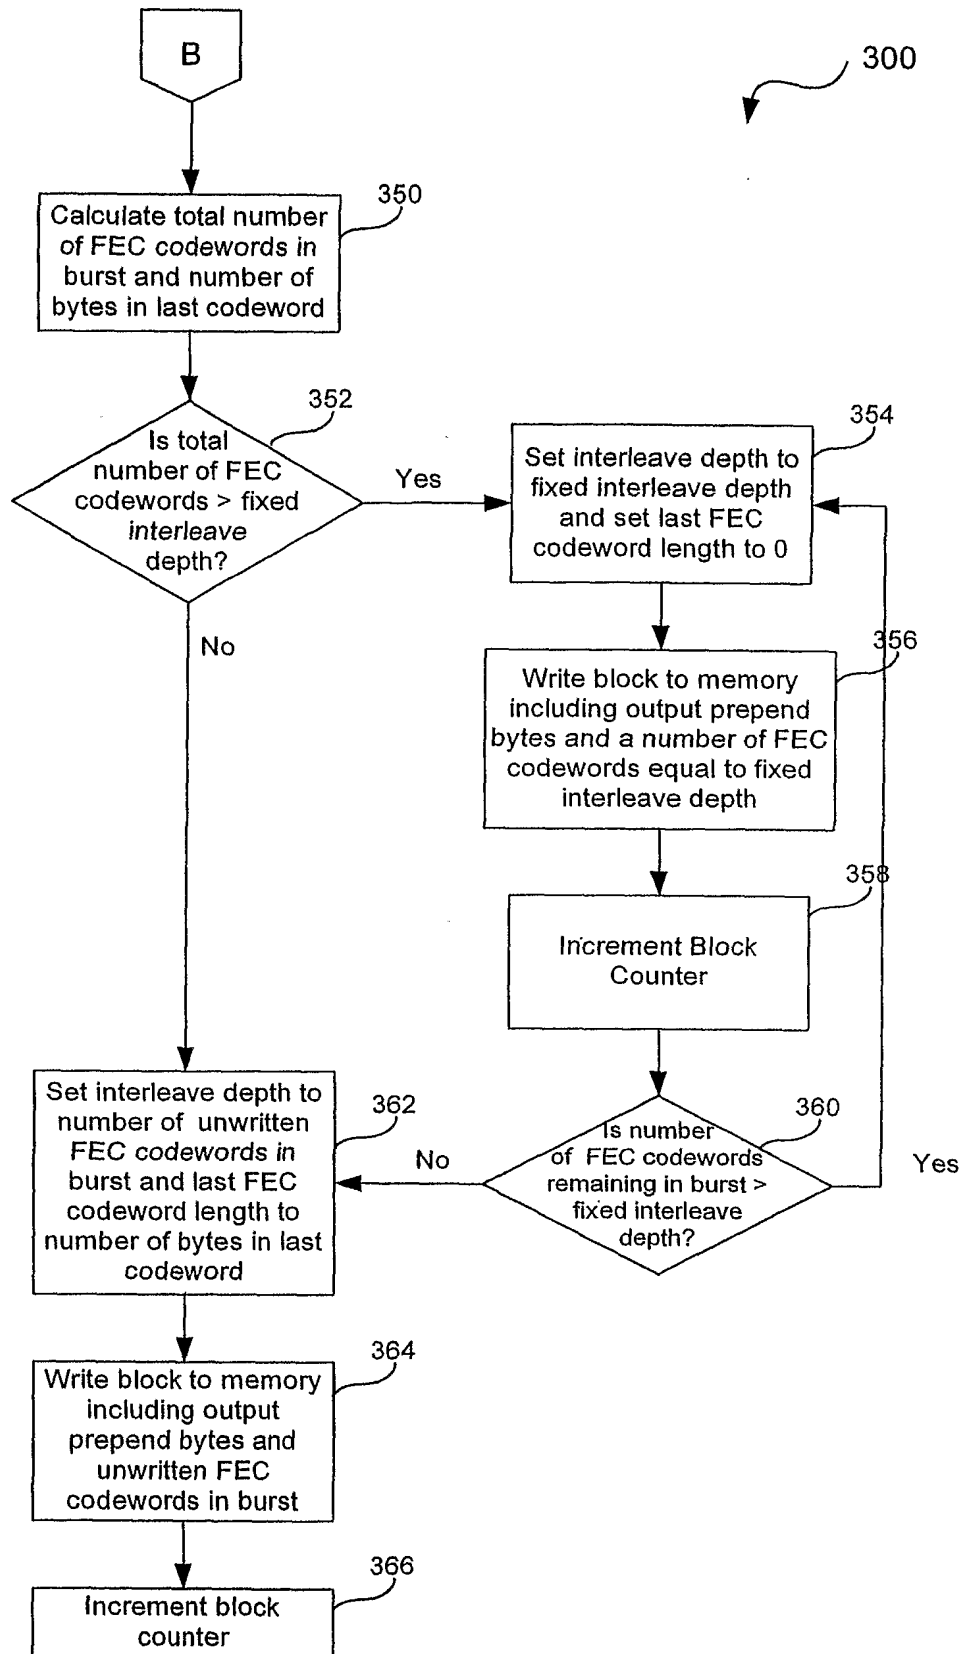 B
300
350
Calculate total number
of FEC codewords in
burst and number of
bytes in last codeword
352
Is total
number of FEC
codewords > fixed
interleave
depth?
Yes
No
354
Set interleave depth to
fixed interleave depth
and set last FEC
codeword length to 0
356
Write block to memory
including output prepend
bytes and a number of FEC
codewords equal to fixed
interleave depth
358
Increment Block
Counter
360
Is number
of FEC codewords
remaining in burst >
fixed interleave
depth?
Yes
No
362
Set interleave depth to
number of unwritten
FEC codewords in
burst and last FEC
codeword length to
number of bytes in last
codeword
364
Write block to memory
including output
prepend bytes and
unwritten FEC
codewords in burst
366
Increment block
counter